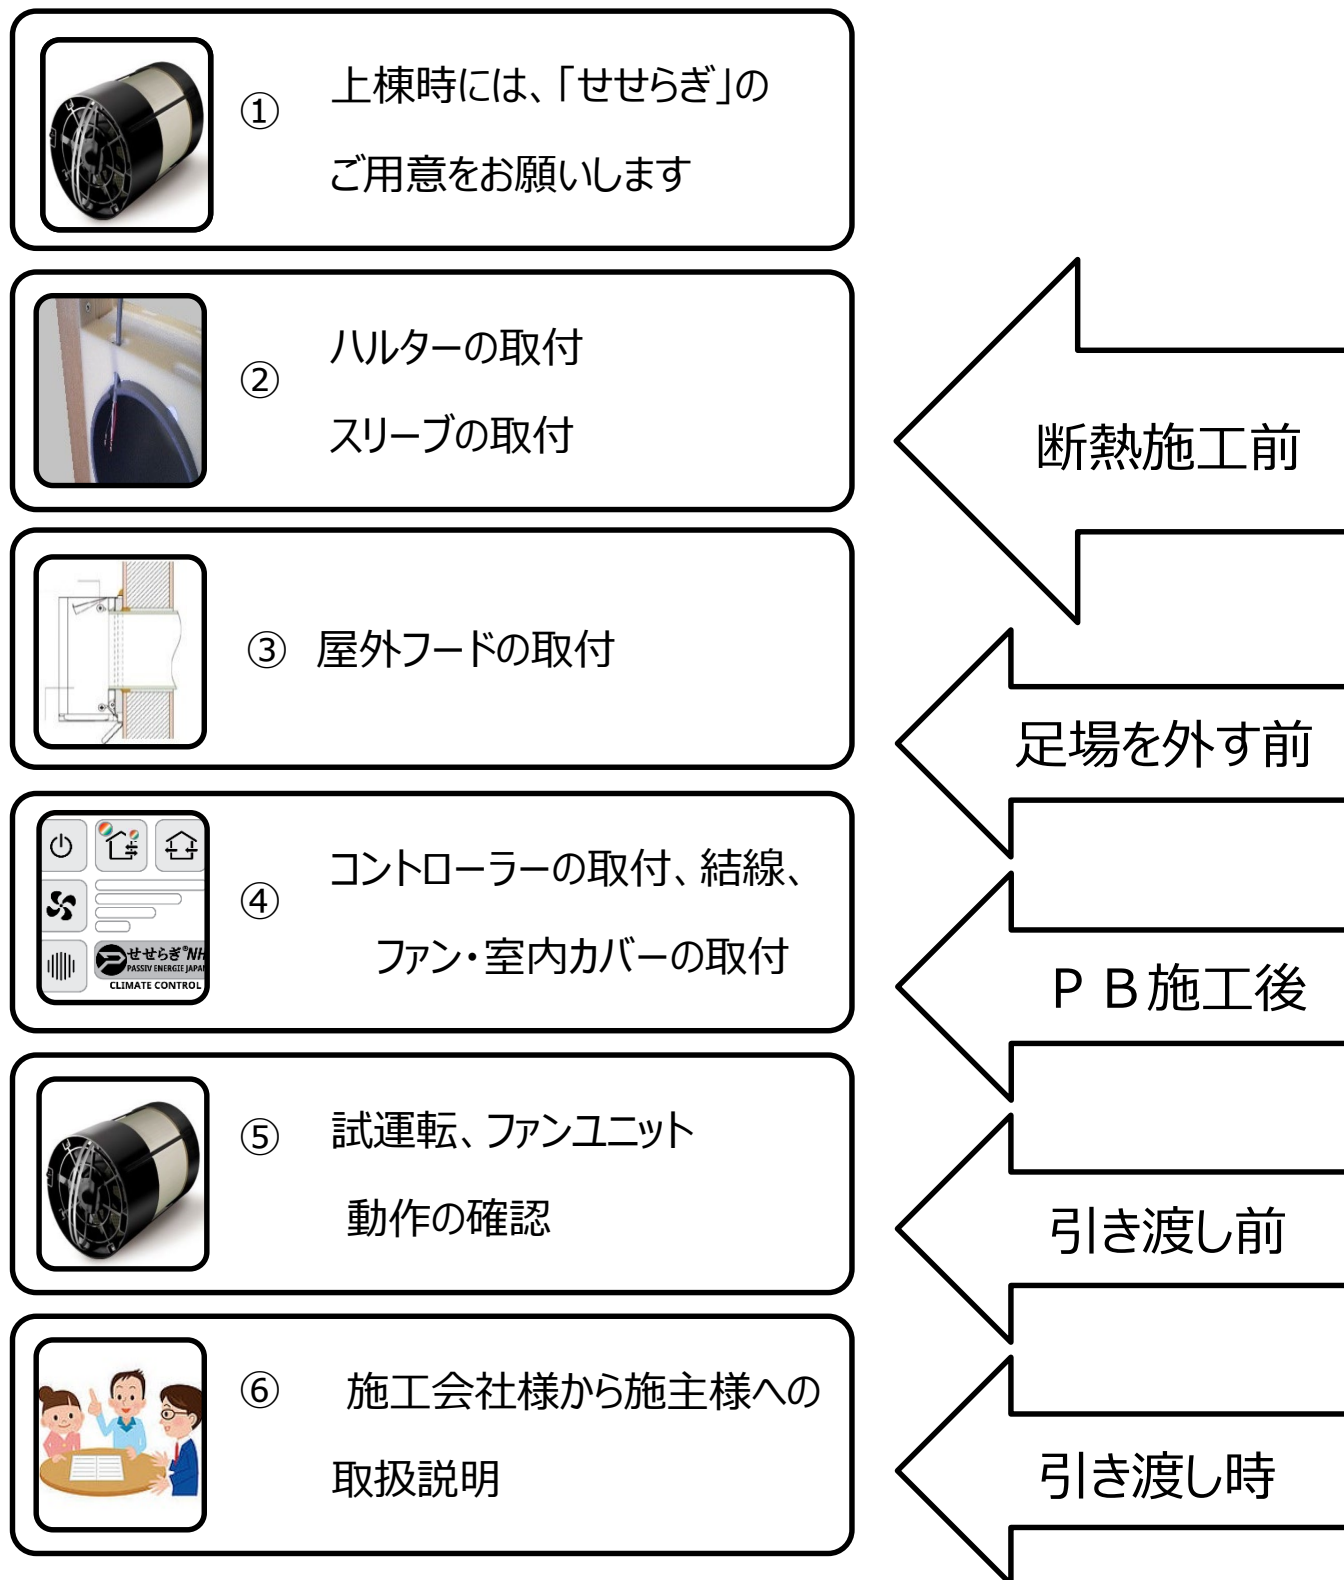 ① 上棟時には、「せせらぎ」の
ご用意をお願いします
② ハルターの取付
スリーブの取付
断熱施工前
③ 屋外フードの取付
足場を外す前
④ コントローラーの取付、結線、
ファン・室内カバーの取付
せせらぎ®NH
PASSIV ENERGIE JAPAN
CLIMATE CONTROL
ＰＢ施工後
⑤ 試運転、ファンユニット
動作の確認
引き渡し前
⑥ 施工会社様から施主様への
取扱説明
引き渡し時